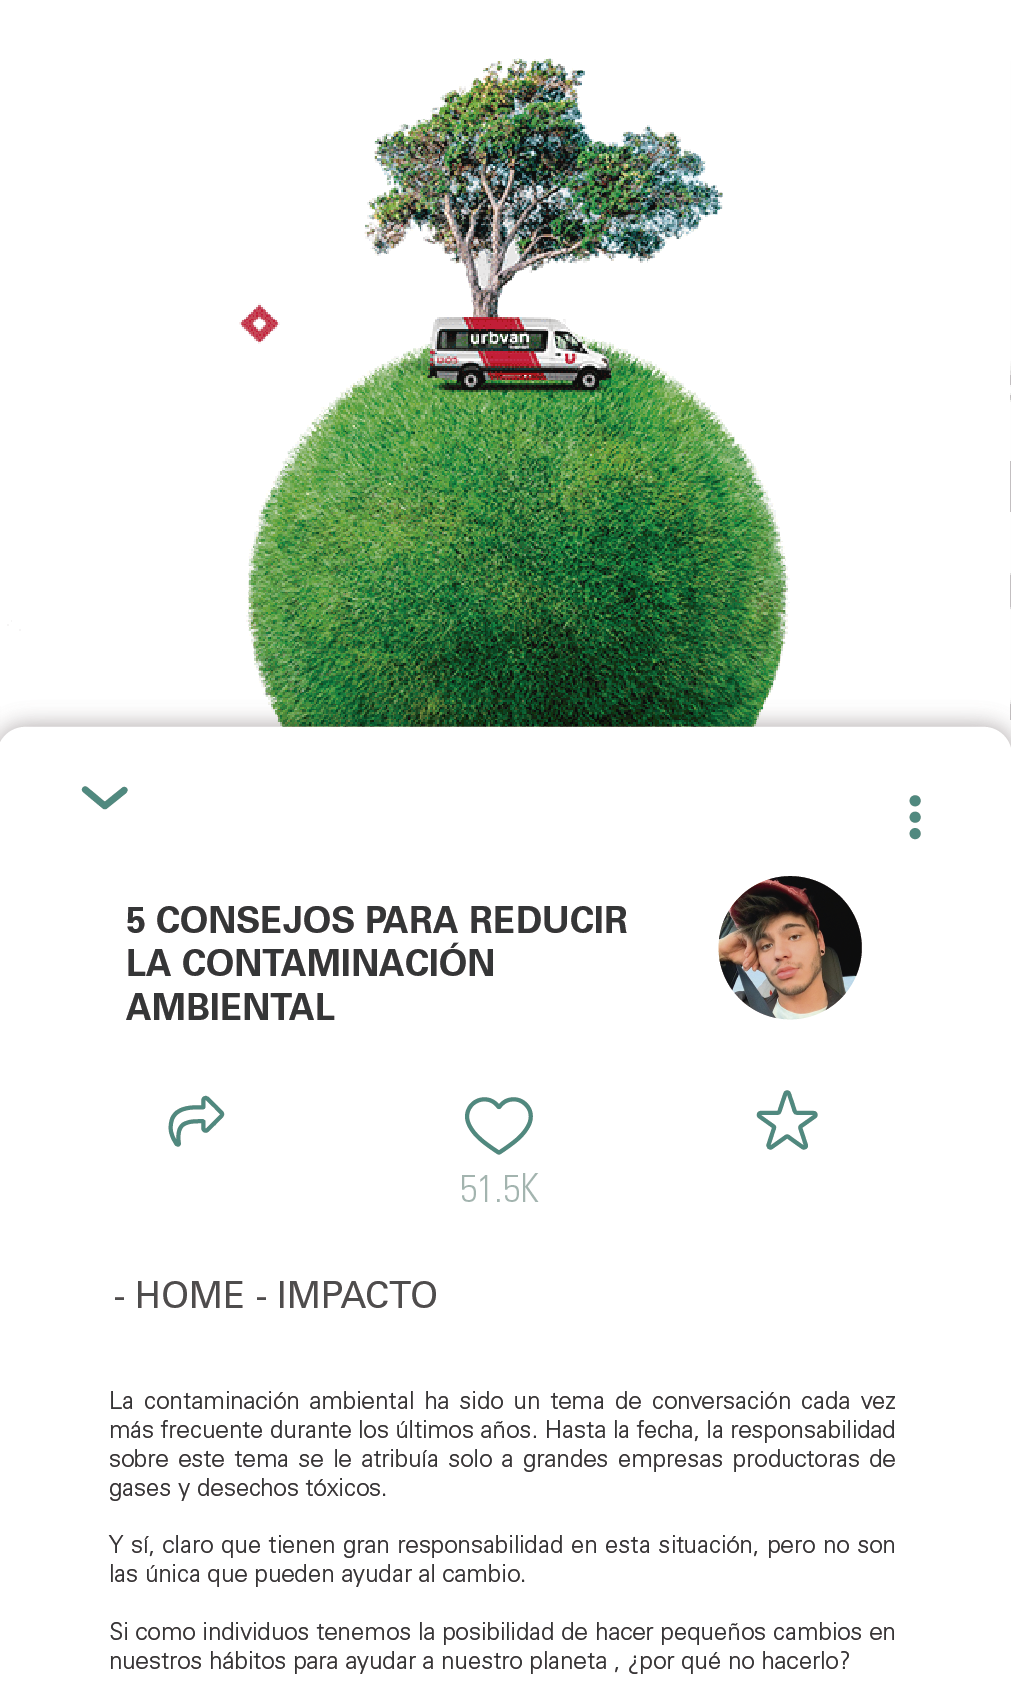 urbvan
U
5 CONSEJOS PARA REDUCIR
LA CONTAMINACIÓN
AMBIENTAL
51.5K
- HOME - IMPACTO
La contaminación ambiental ha sido un tema de conversación cada vez
más frecuente durante los últimos años. Hasta la fecha, la responsabilidad
sobre este tema se le atribuía solo a grandes empresas productoras de
gases y desechos tóxicos.
Y sí, claro que tienen gran responsabilidad en esta situación, pero no son
las única que pueden ayudar al cambio.
Si como individuos tenemos la posibilidad de hacer pequeños cambios en
nuestros hábitos para ayudar a nuestro planeta , ¿por qué no hacerlo?